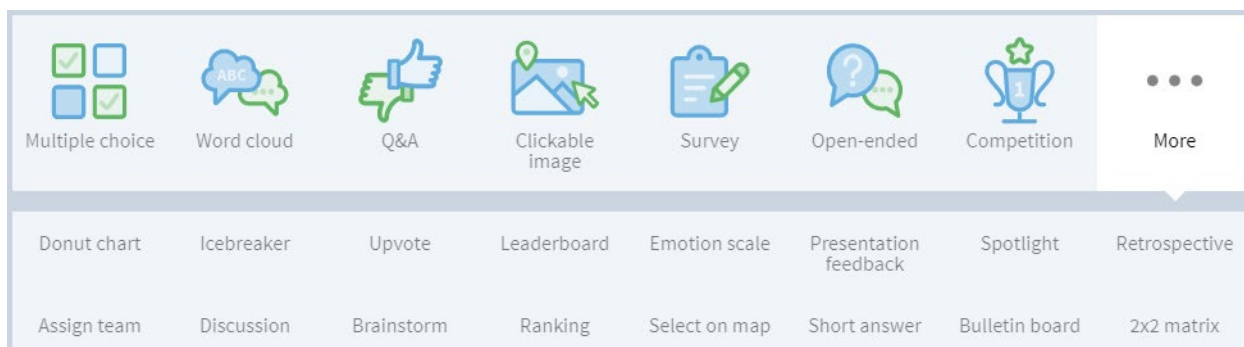 ABC
1
Multiple choice
Word cloud
Q&A
Clickable
image
Survey
Open-ended
Competition
More
Donut chart
Icebreaker
Upvote
Leaderboard
Emotion scale
Presentation
feedback
Spotlight
Retrospective
Assign team
Discussion
Brainstorm
Ranking
Select on map
Short answer
Bulletin board
2x2 matrix